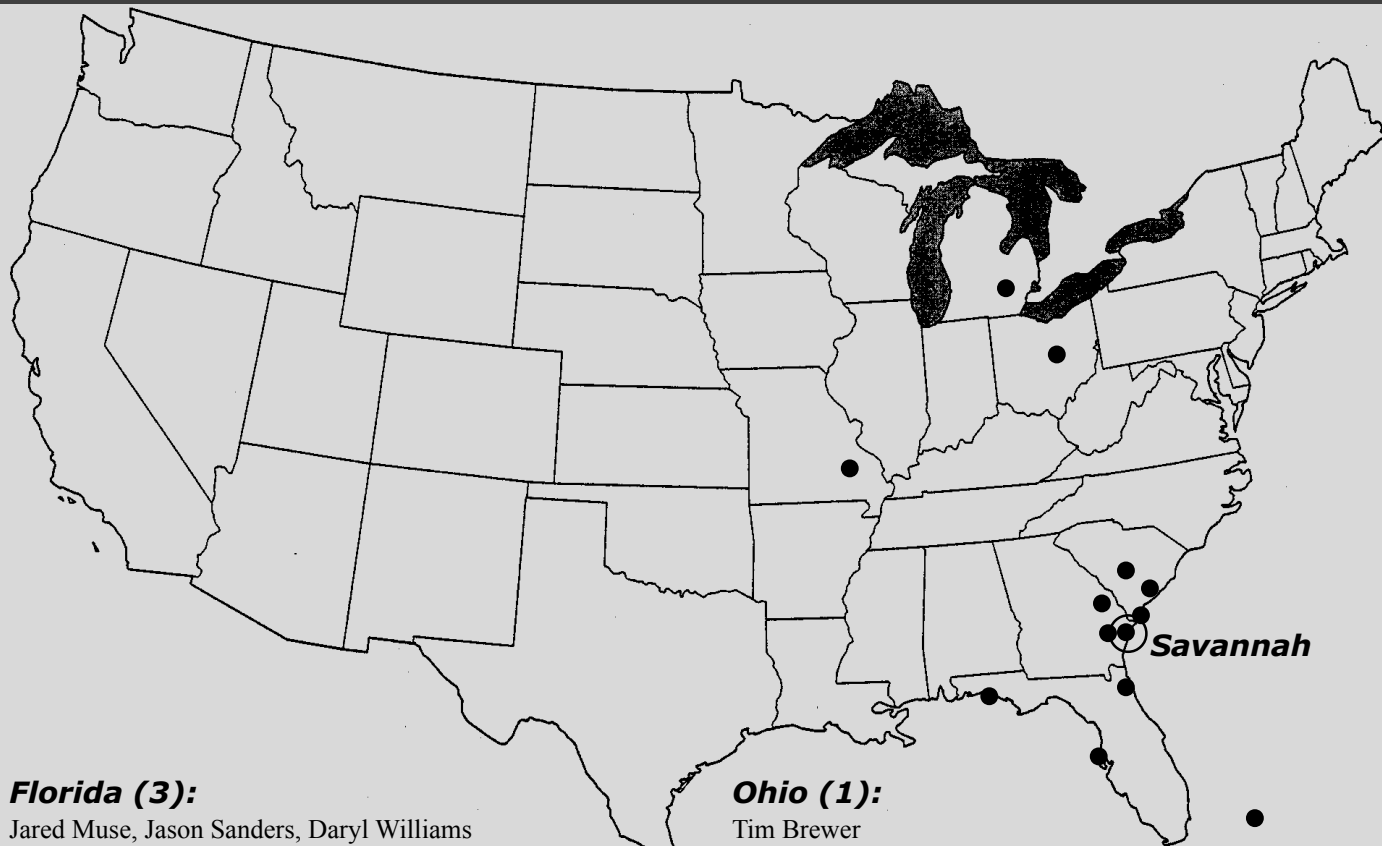 Savannah
Florida (3):
Jared Muse, Jason Sanders, Daryl Williams
Ohio (1):
Tim Brewer